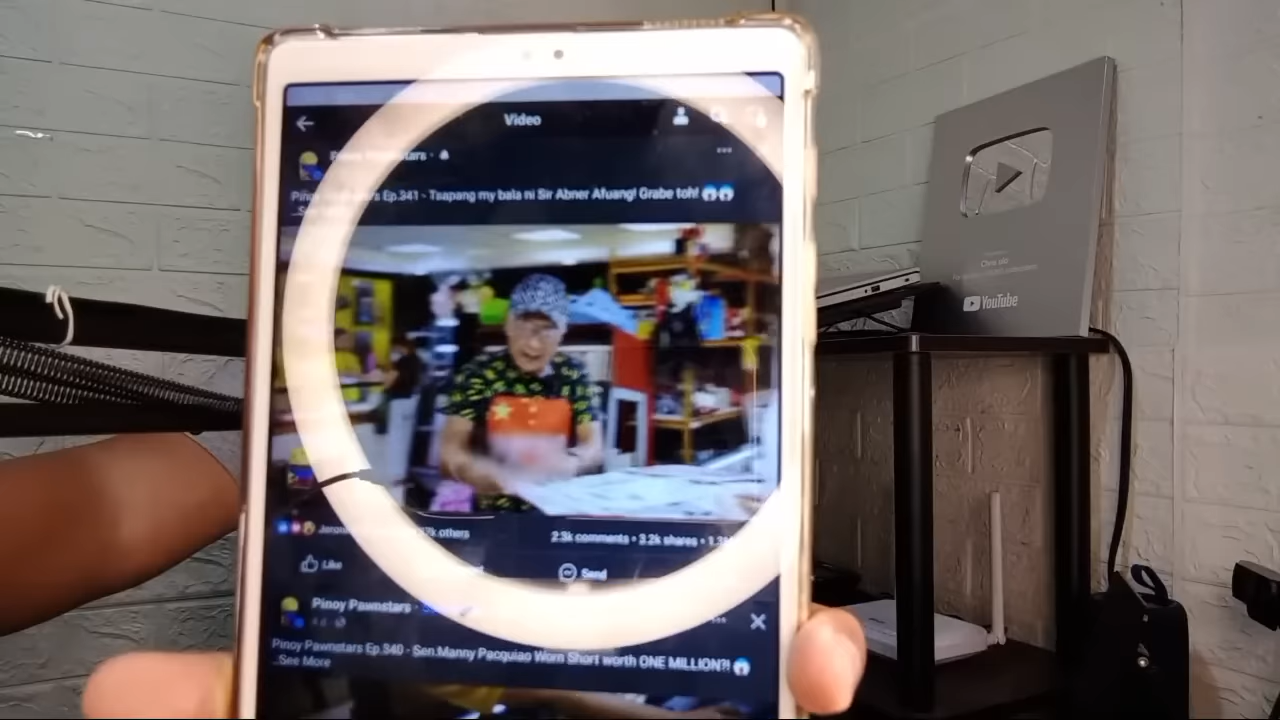 Video
Pinoy Pawnstars ·
Pinoy Pawnstars Ep.341 - Tsapang my bala ni Sir Abner Afuang! Grabe toh! 😱😱
...See
others
2.3k comments • 3.2k shares •
Like
Send
Pinoy Pawnstars ·
Pinoy Pawnstars Ep.340 - Sen.Manny Pacquiao Worn Short worth ONE MILLION?! 😱
...See More
YouTube